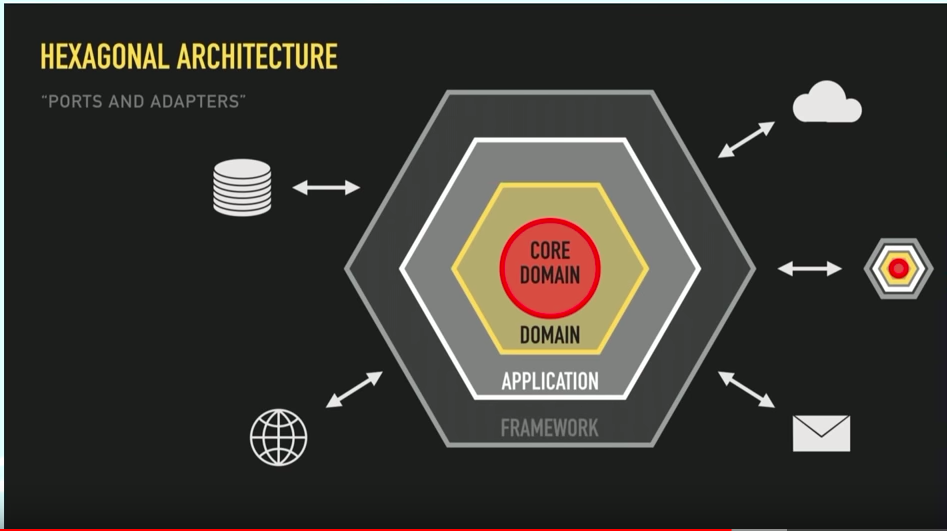 HEXAGONAL ARCHITECTURE
"PORTS AND ADAPTERS"
CORE
DOMAIN
DOMAIN
APPLICATION
FRAMEWORK